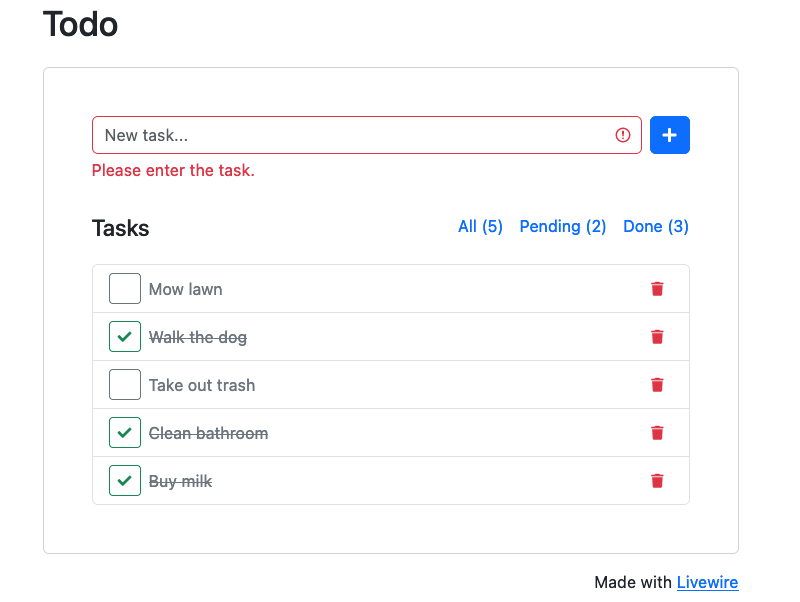 Todo
New task...
Please enter the task.
Tasks All (5) Pending (2) Done (3)
Mow lawn
Walk the dog
Take out trash
Clean bathroom
Buy milk
Made with Livewire